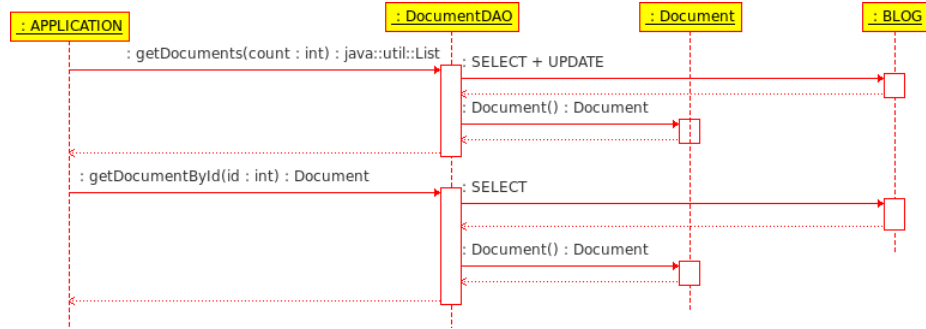 : APPLICATION
: DocumentDAO
: Document
: BLOG
: getDocuments(count : int) : java::util::List
: SELECT + UPDATE
: Document() : Document
: getDocumentById(id : int) : Document
: SELECT
: Document() : Document